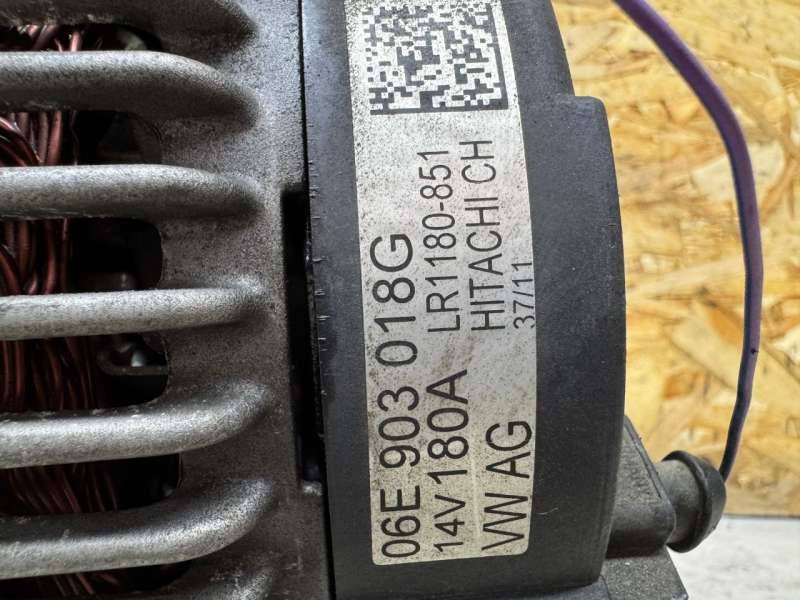 06E 903 018G
14V 180A LR1180-851
VW AG HITACHI CH
37/11